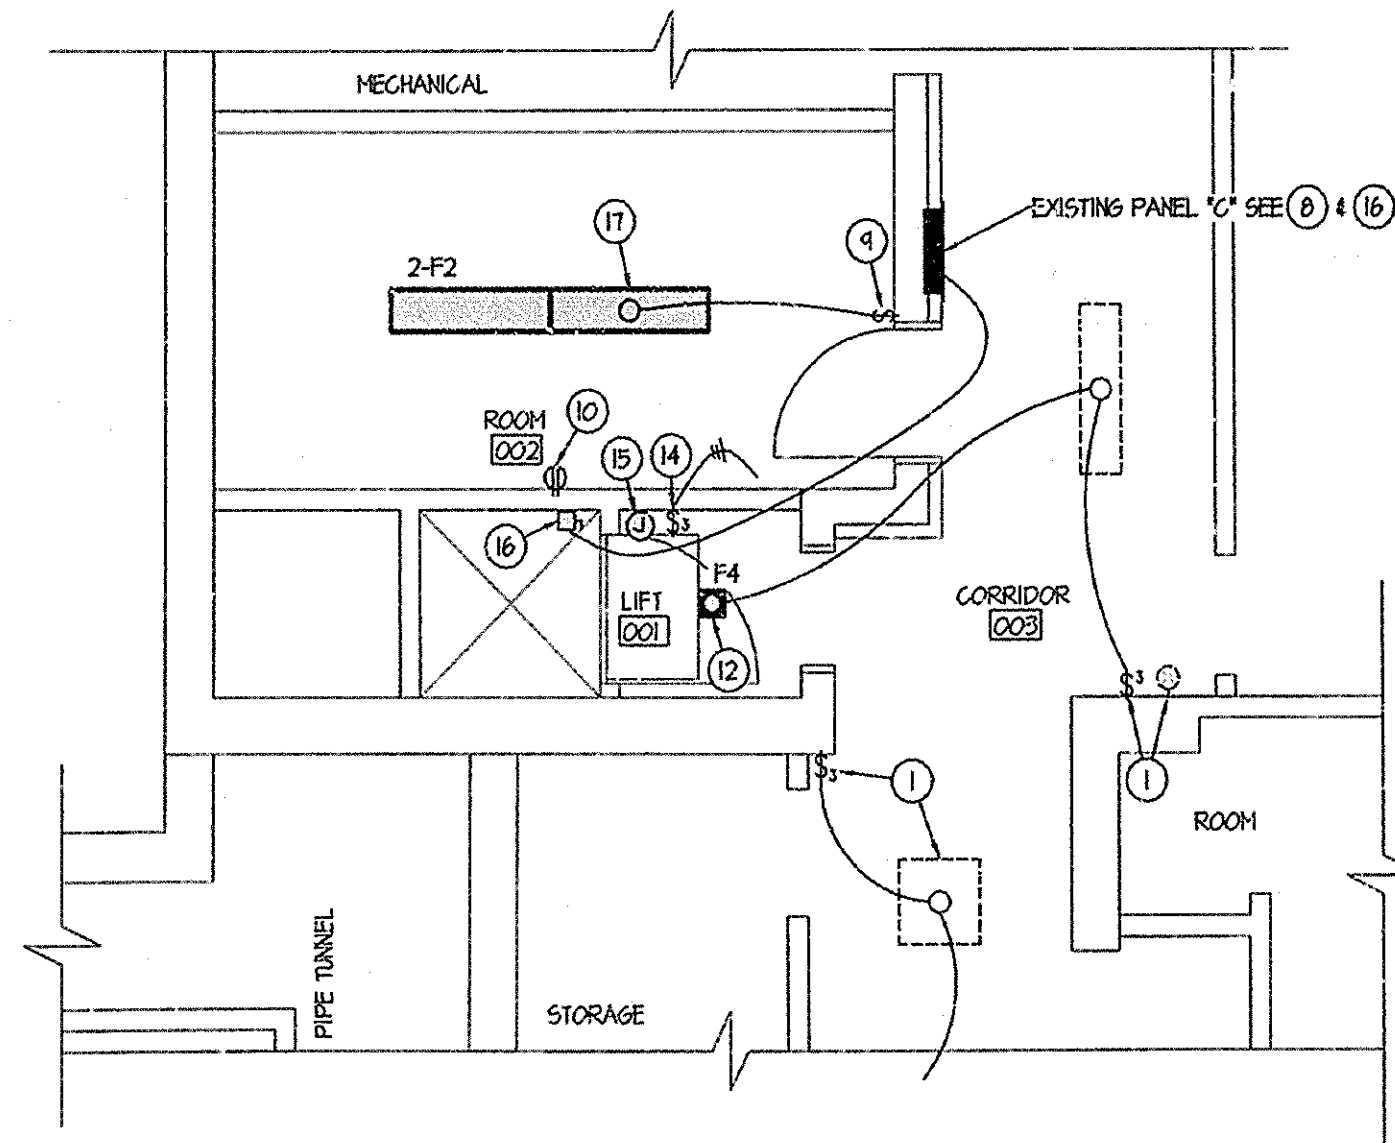 MECHANICAL
EXISTING PANEL "C" SEE 8 & 16
17
9
2-F2
ROOM
002
10
15
14
J
$3
16
F4
LIFT
001
12
CORRIDOR
003
$3
$3
1
1
ROOM
PIPE TUNNEL
STORAGE